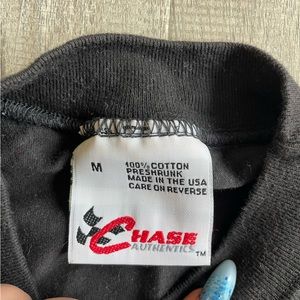 M
100% COTTON
PRESHRUNK
MADE IN THE USA
CARE ON REVERSE
CHASE
AUTHENTICS
TM